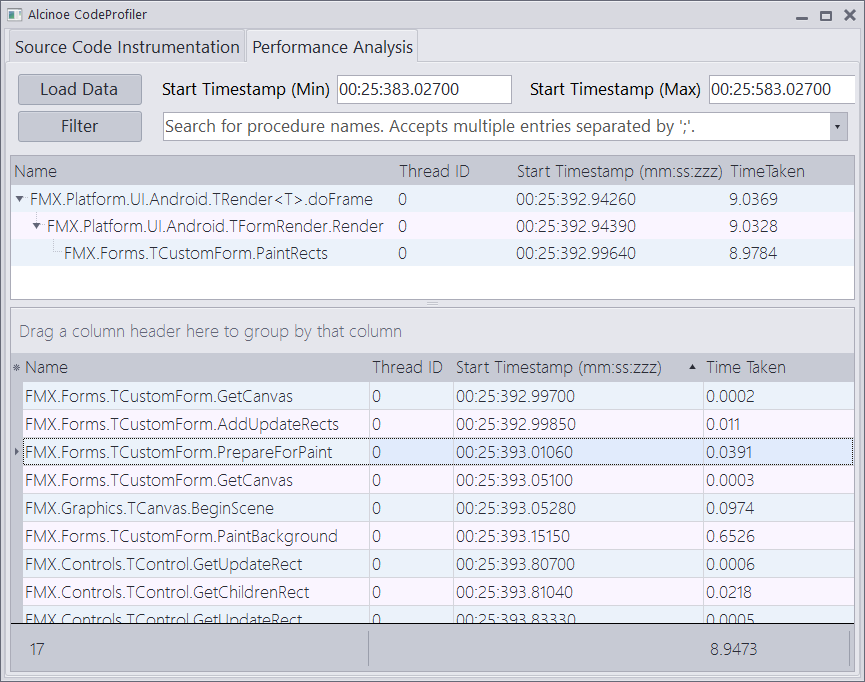 Alcinoe CodeProfiler
Source Code Instrumentation Performance Analysis
Load Data Start Timestamp (Min) 00:25:383.02700 Start Timestamp (Max) 00:25:583.02700
Filter Search for procedure names. Accepts multiple entries separated by ';'.
Name Thread ID Start Timestamp (mm:ss:zzz) TimeTaken
FMX.Platform.UI.Android.TRender<T>.doFrame 0 00:25:392.94260 9.0369
FMX.Platform.UI.Android.TFormRender.Render 0 00:25:392.94390 9.0328
FMX.Forms.TCustomForm.PaintRects 0 00:25:392.99640 8.9784
Drag a column header here to group by that column
Name Thread ID Start Timestamp (mm:ss:zzz) Time Taken
FMX.Forms.TCustomForm.GetCanvas 0 00:25:392.99700 0.0002
FMX.Forms.TCustomForm.AddUpdateRects 0 00:25:392.99850 0.011
FMX.Forms.TCustomForm.PrepareForPaint 0 00:25:393.01060 0.0391
FMX.Forms.TCustomForm.GetCanvas 0 00:25:393.05100 0.0003
FMX.Graphics.TCanvas.BeginScene 0 00:25:393.05280 0.0974
FMX.Forms.TCustomForm.PaintBackground 0 00:25:393.15150 0.6526
FMX.Controls.TControl.GetUpdateRect 0 00:25:393.80700 0.0006
FMX.Controls.TControl.GetChildrenRect 0 00:25:393.81040 0.0218
FMX.Controls.TControl.GetUpdateRect 0 00:25:393.83330 0.0005
17 8.9473